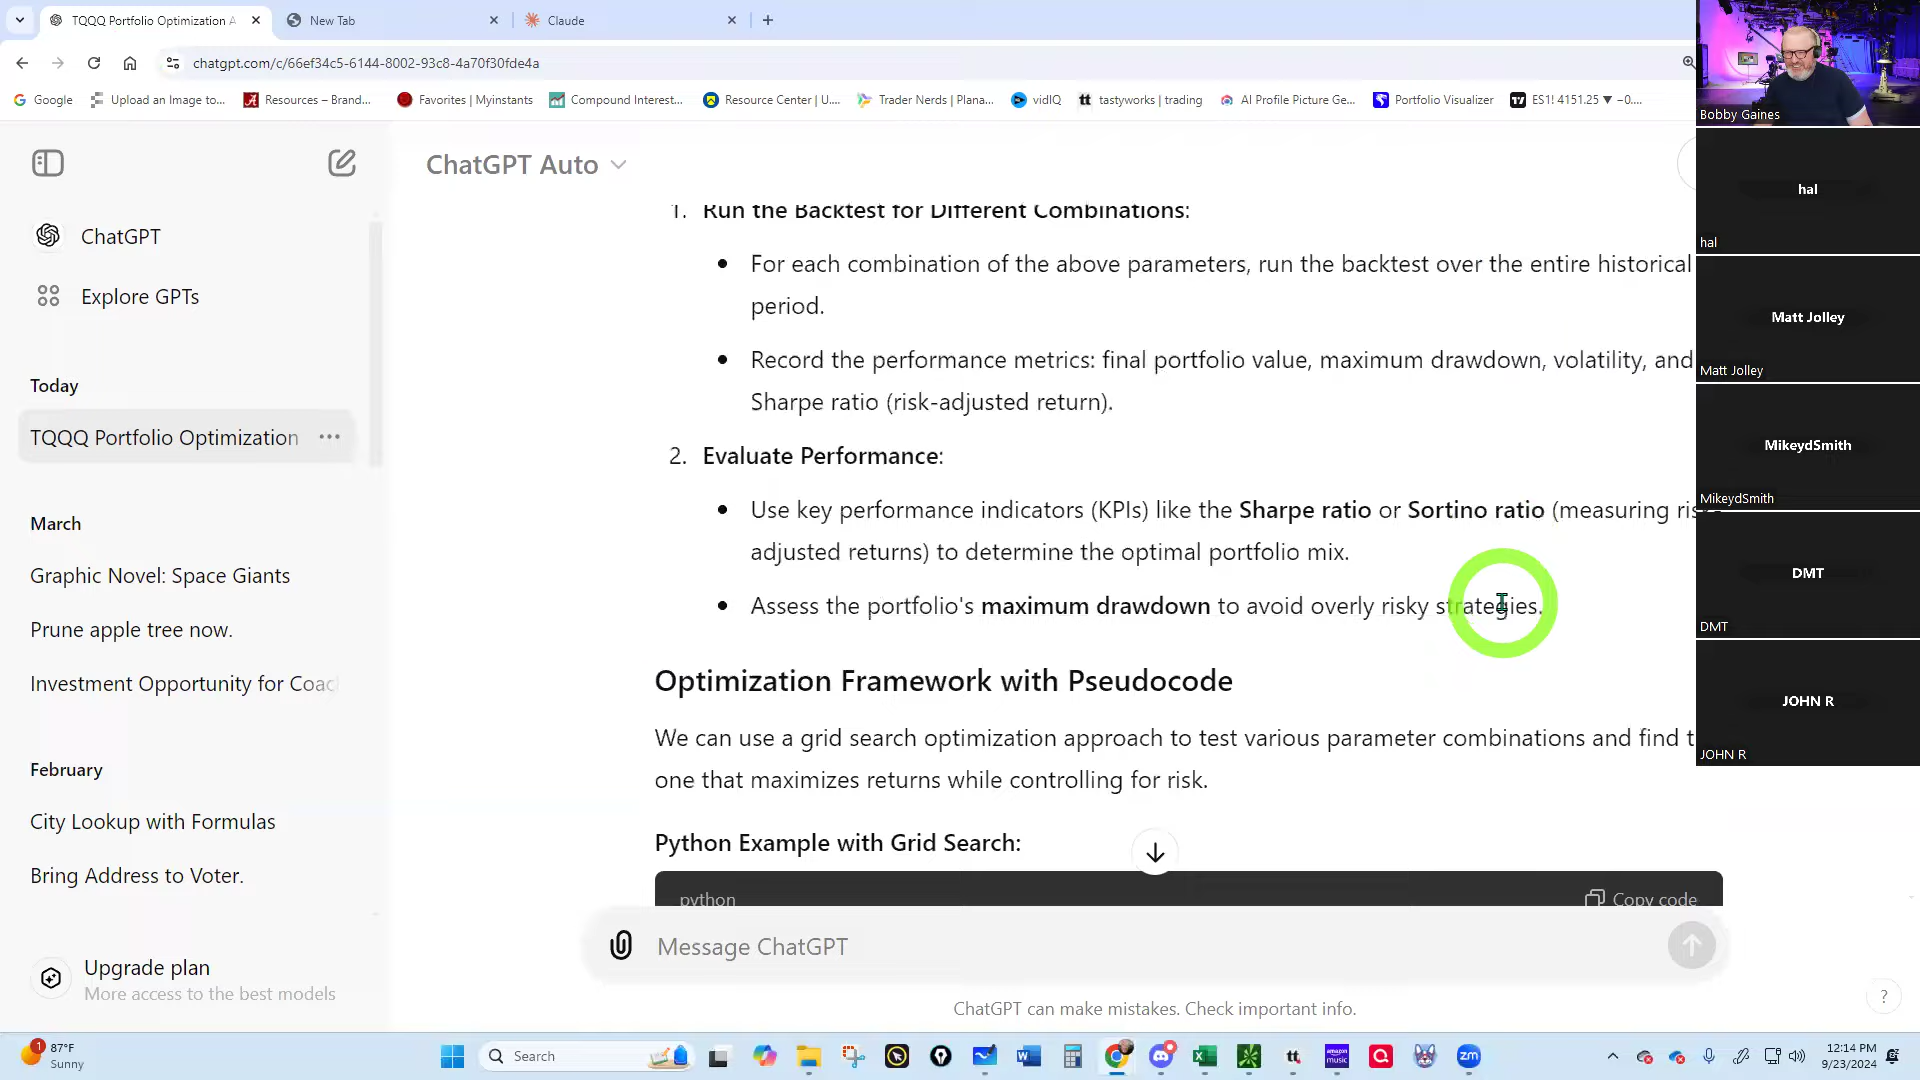 TQQQ Portfolio Optimization A
New Tab
Claude
chatgpt.com/c/66ef34c5-6144-8002-93c8-4a70f30fde4a
Google
Upload an Image to...
Resources – Brand...
Favorites | Myinstants
Compound Interest...
Resource Center | U...
Trader Nerds | Plana...
vidIQ
tastyworks | trading
AI Profile Picture Ge...
Portfolio Visualizer
ES1! 4151.25 ▼ −0....
ChatGPT
Explore GPTs
Today
TQQQ Portfolio Optimization
March
Graphic Novel: Space Giants
Prune apple tree now.
Investment Opportunity for Coac
February
City Lookup with Formulas
Bring Address to Voter.
Upgrade plan
More access to the best models
ChatGPT Auto
1. Run the Backtest for Different Combinations:
• For each combination of the above parameters, run the backtest over the entire historical
period.
• Record the performance metrics: final portfolio value, maximum drawdown, volatility, and
Sharpe ratio (risk-adjusted return).
2. Evaluate Performance:
• Use key performance indicators (KPIs) like the Sharpe ratio or Sortino ratio (measuring risk-
adjusted returns) to determine the optimal portfolio mix.
• Assess the portfolio's maximum drawdown to avoid overly risky strategies.
Optimization Framework with Pseudocode
We can use a grid search optimization approach to test various parameter combinations and find t
one that maximizes returns while controlling for risk.
Python Example with Grid Search:
python
Copy code
Message ChatGPT
ChatGPT can make mistakes. Check important info.
?
Bobby Gaines
hal
hal
Matt Jolley
Matt Jolley
MikeydSmith
MikeydSmith
DMT
DMT
JOHN R
JOHN R
1
87°F
Sunny
Search
tt
amazon music
zm
12:14 PM
9/23/2024